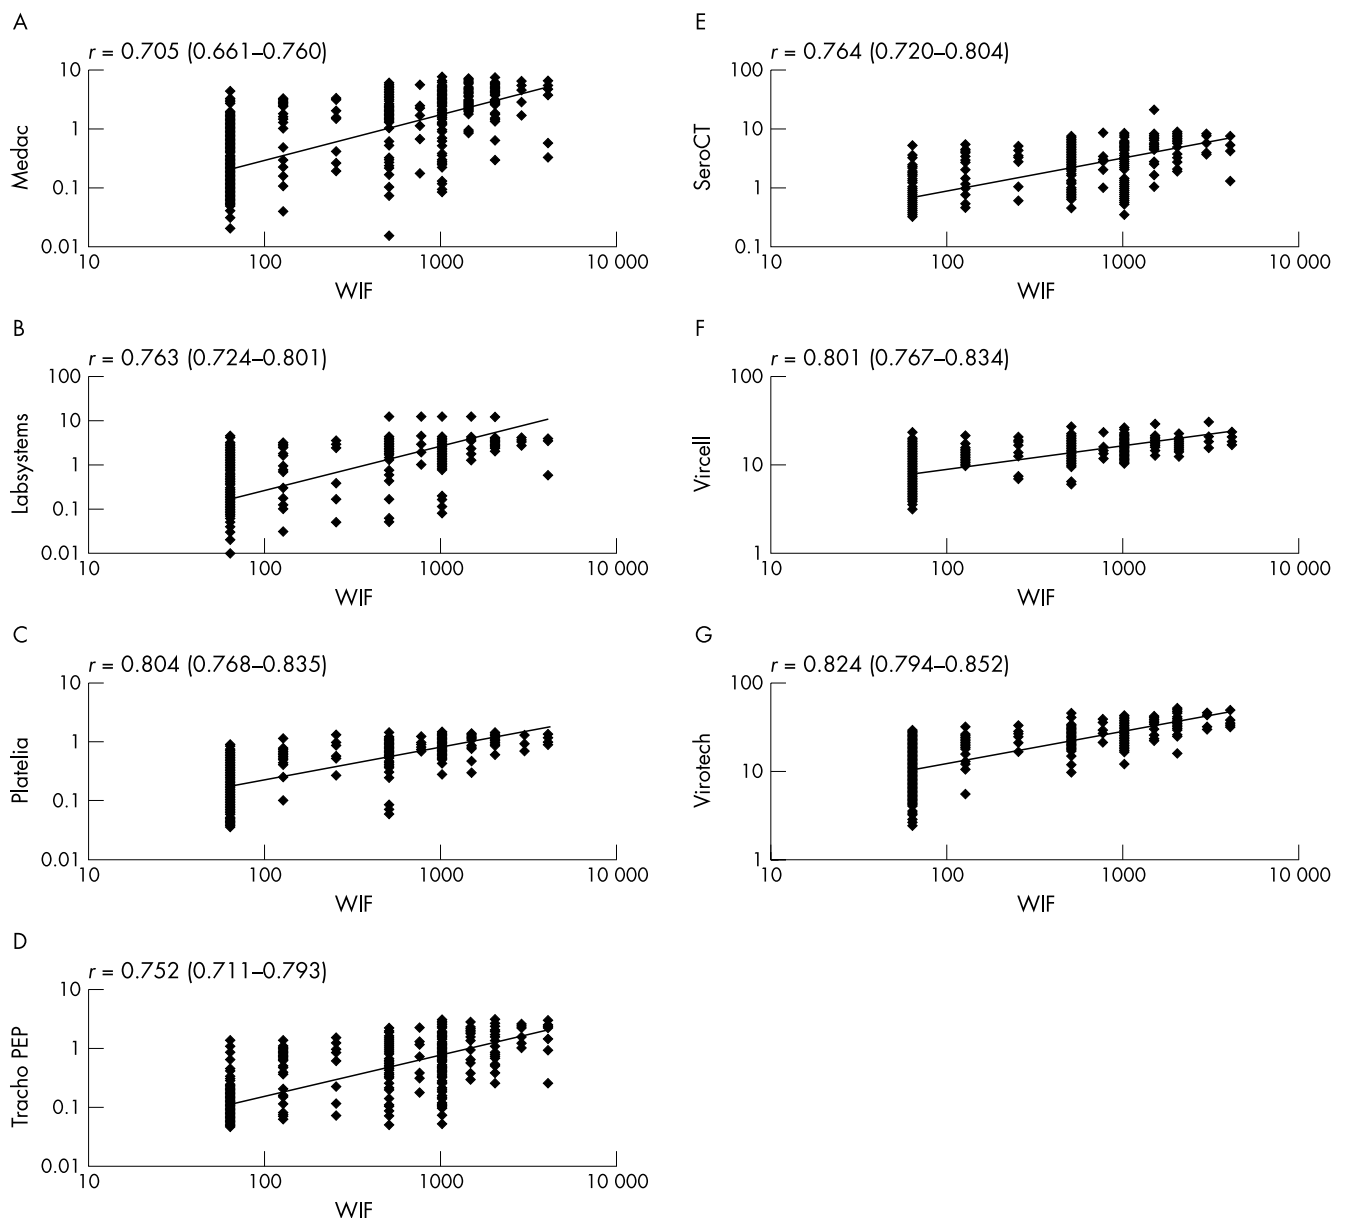 A
r = 0.705 (0.661–0.760)
10
1
0.1
0.01
Medac
10
100
1000
10 000
WIF
B
r = 0.763 (0.724–0.801)
100
10
1
0.1
0.01
Labsystems
10
100
1000
10 000
WIF
C
r = 0.804 (0.768–0.835)
10
1
0.1
0.01
Platelia
10
100
1000
10 000
WIF
D
r = 0.752 (0.711–0.793)
10
1
0.1
0.01
Tracho PEP
10
100
1000
10 000
WIF
E
r = 0.764 (0.720–0.804)
100
10
1
0.1
SeroCT
10
100
1000
10 000
WIF
F
r = 0.801 (0.767–0.834)
100
10
1
Vircell
10
100
1000
10 000
WIF
G
r = 0.824 (0.794–0.852)
100
10
1
Virotech
10
100
1000
10 000
WIF